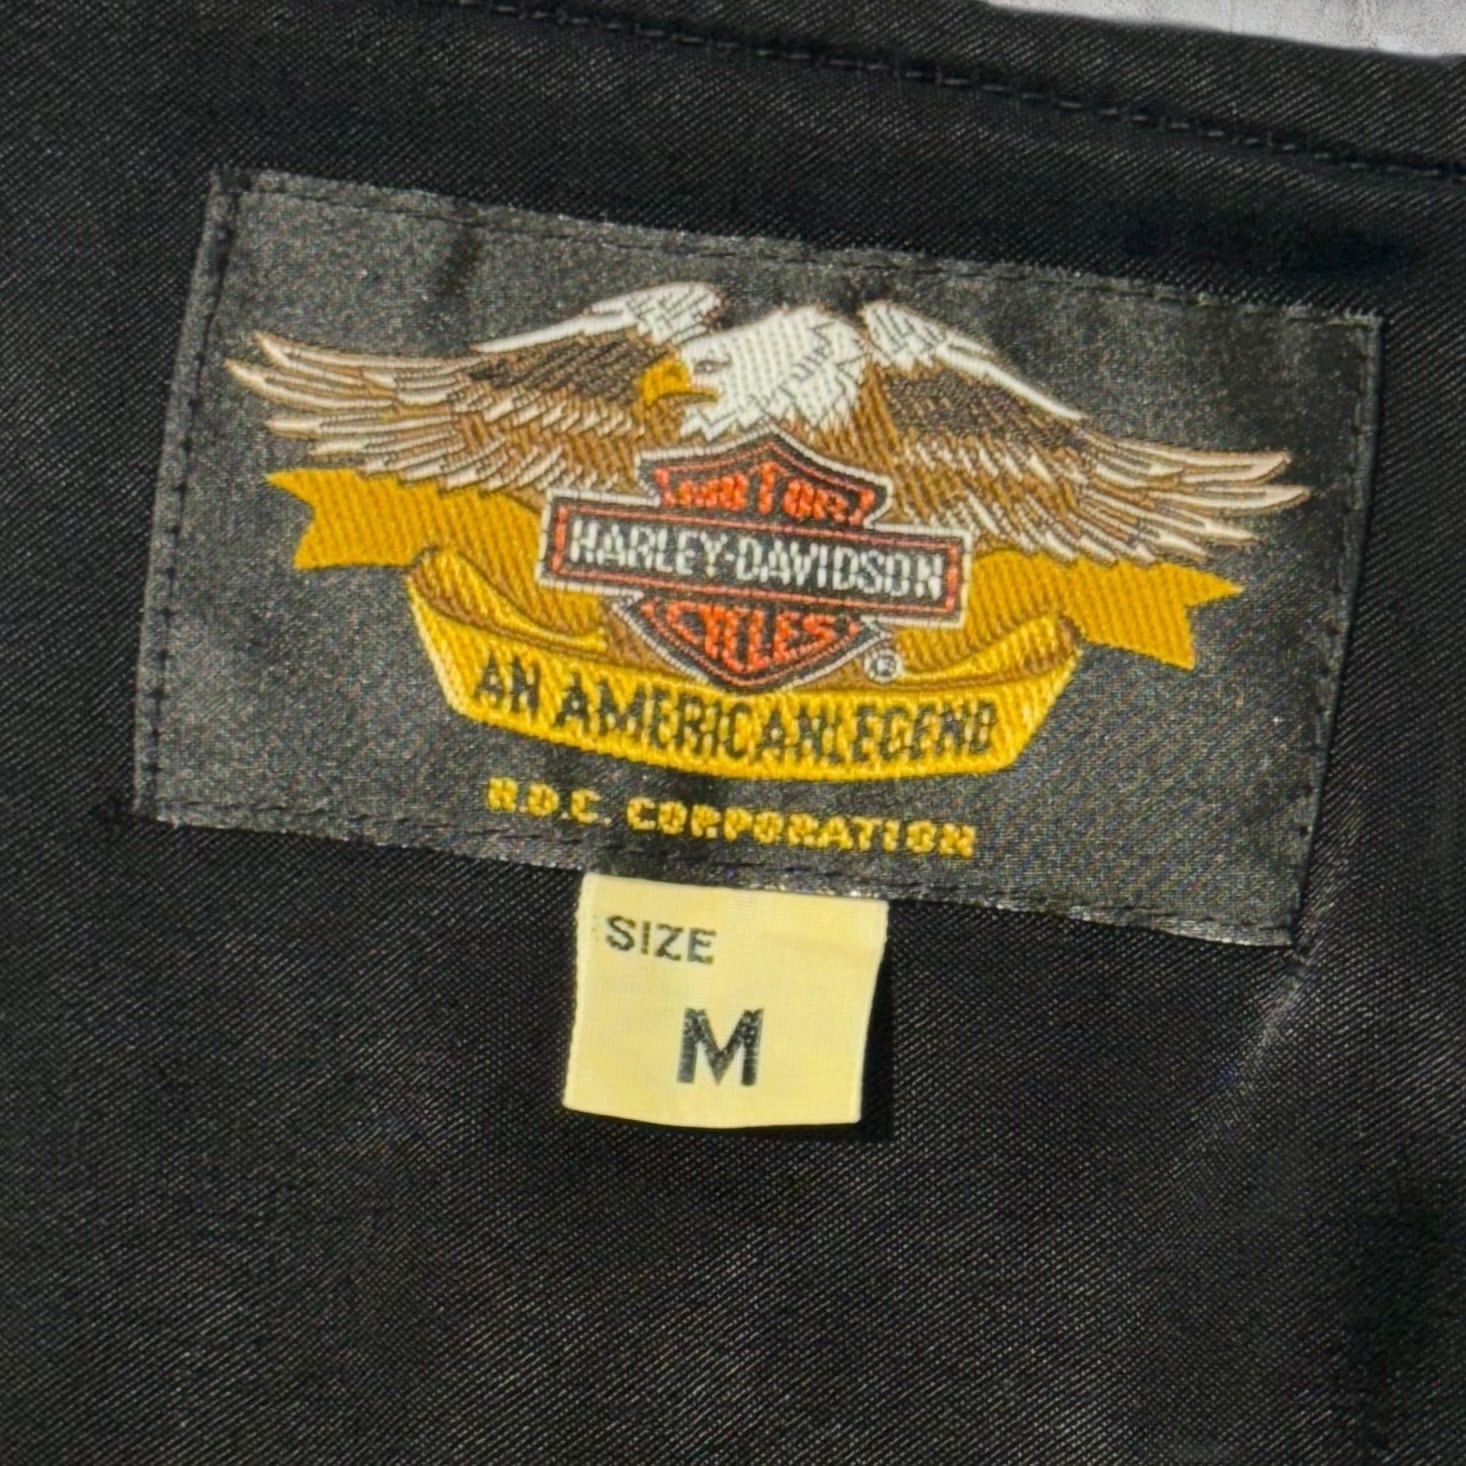 MOTOR
HARLEY-DAVIDSON
CYCLES
®
AN AMERICAN LEGEND
R.D.C. CORPORATION
SIZE
M